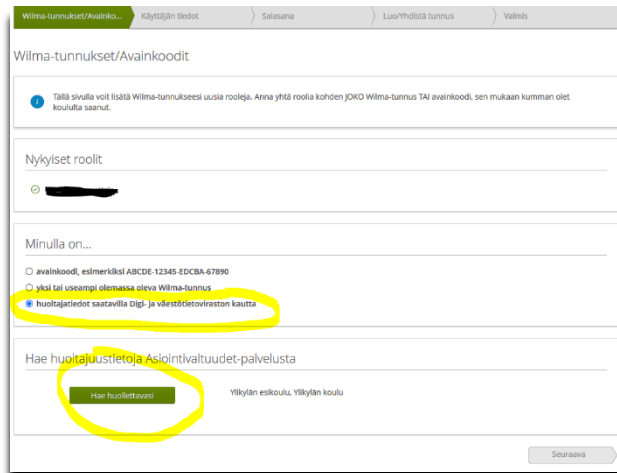 Wilma-tunnukset/Avainko...
Käyttäjän tiedot
Salasana
Luo/Yhdistä tunnus
Valmis
Wilma-tunnukset/Avainkoodit
Tällä sivulla voit lisätä Wilma-tunnukseesi uusia rooleja. Anna yhtä roolia kohden JOKO Wilma-tunnus TAI avainkoodi, sen mukaan kumman olet
koululta saanut.
Nykyiset roolit
Minulla on...
avainkoodi, esimerkiksi ABCDE-12345-EDCBA-67890
yksi tai useampi olemassa oleva Wilma-tunnus
huoltajatiedot saatavilla Digi- ja väestötietoviraston kautta
Hae huoltajuustietoja Asiointivaltuudet-palvelusta
Hae huollettavasi
Ylikylän esikoulu, Ylikylän koulu
Seuraava